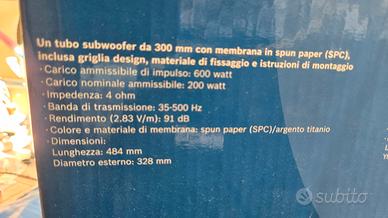 Un tubo subwoofer da 300 mm con membrana in spun paper (SPC),
inclusa griglia design, materiale di fissaggio e istruzioni di montaggio
· Carico ammissibile di impulso: 600 watt
· Carico nominale ammissibile: 200 watt
· Impedenza: 4 ohm
· Banda di trasmissione: 35-500 Hz
· Rendimento (2,83 V/m): 91 dB
· Colore e materiale di membrana: spun paper (SPC)/argento titanio
· Dimensioni:
Lunghezza: 484 mm
Diametro esterno: 328 mm
subito